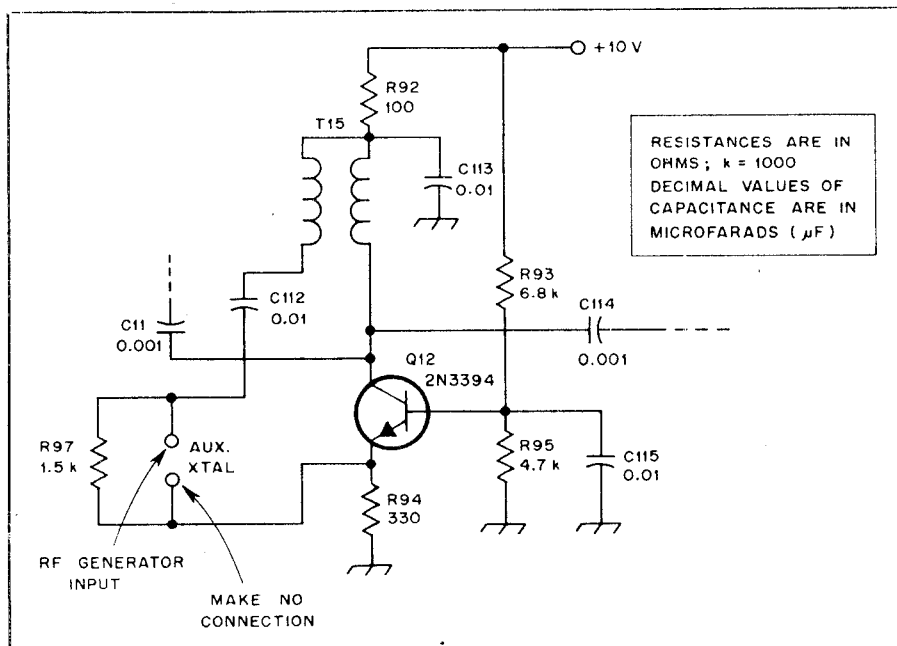 +10 V
R92
100
T15
C113
0.01
RESISTANCES ARE IN
OHMS; k = 1000
DECIMAL VALUES OF
CAPACITANCE ARE IN
MICROFARADS (µF)
R93
6.8 k
C112
0.01
C11
0.001
C114
0.001
Q12
2N3394
R97
1.5 k
AUX.
XTAL
R95
4.7 k
C115
0.01
R94
330
RF GENERATOR
INPUT
MAKE NO
CONNECTION